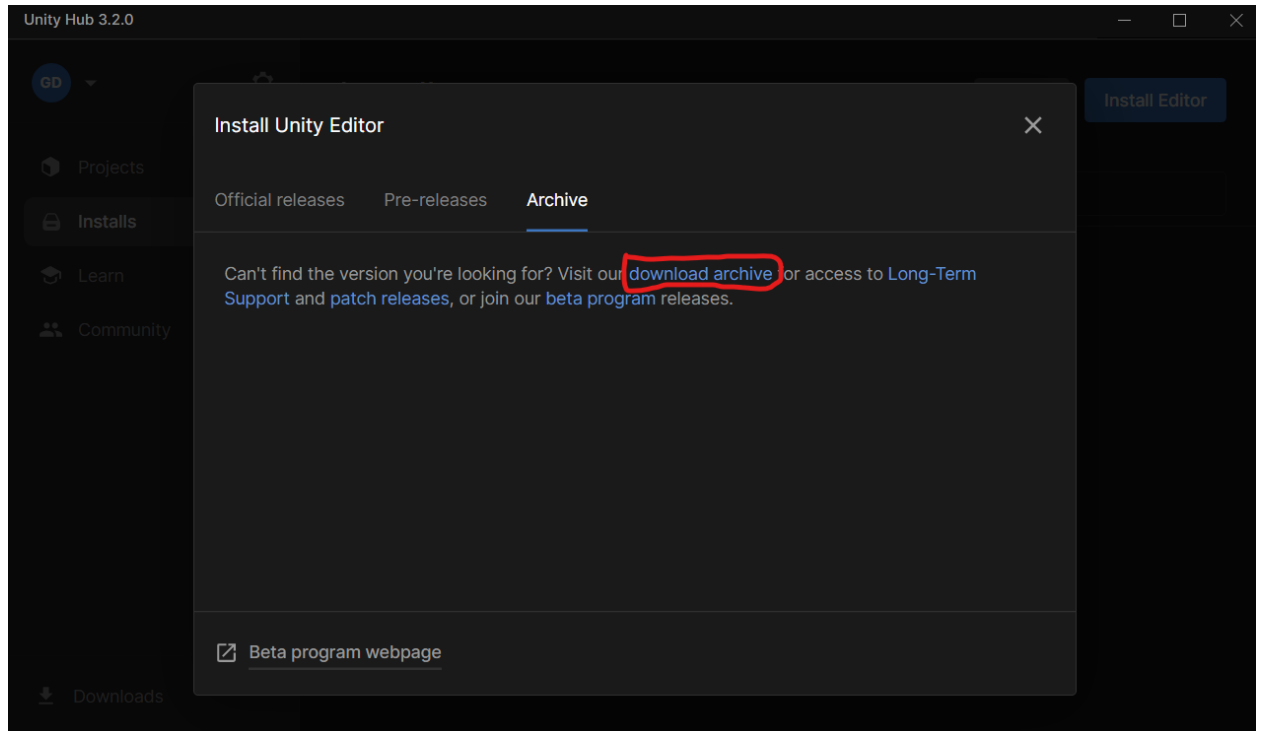 Unity Hub 3.2.0
GD
Install Editor
Install Unity Editor
Projects
Official releases Pre-releases Archive
Installs
Learn
Can't find the version you're looking for? Visit our download archive for access to Long-Term
Support and patch releases, or join our beta program releases.
Community
Beta program webpage
Downloads